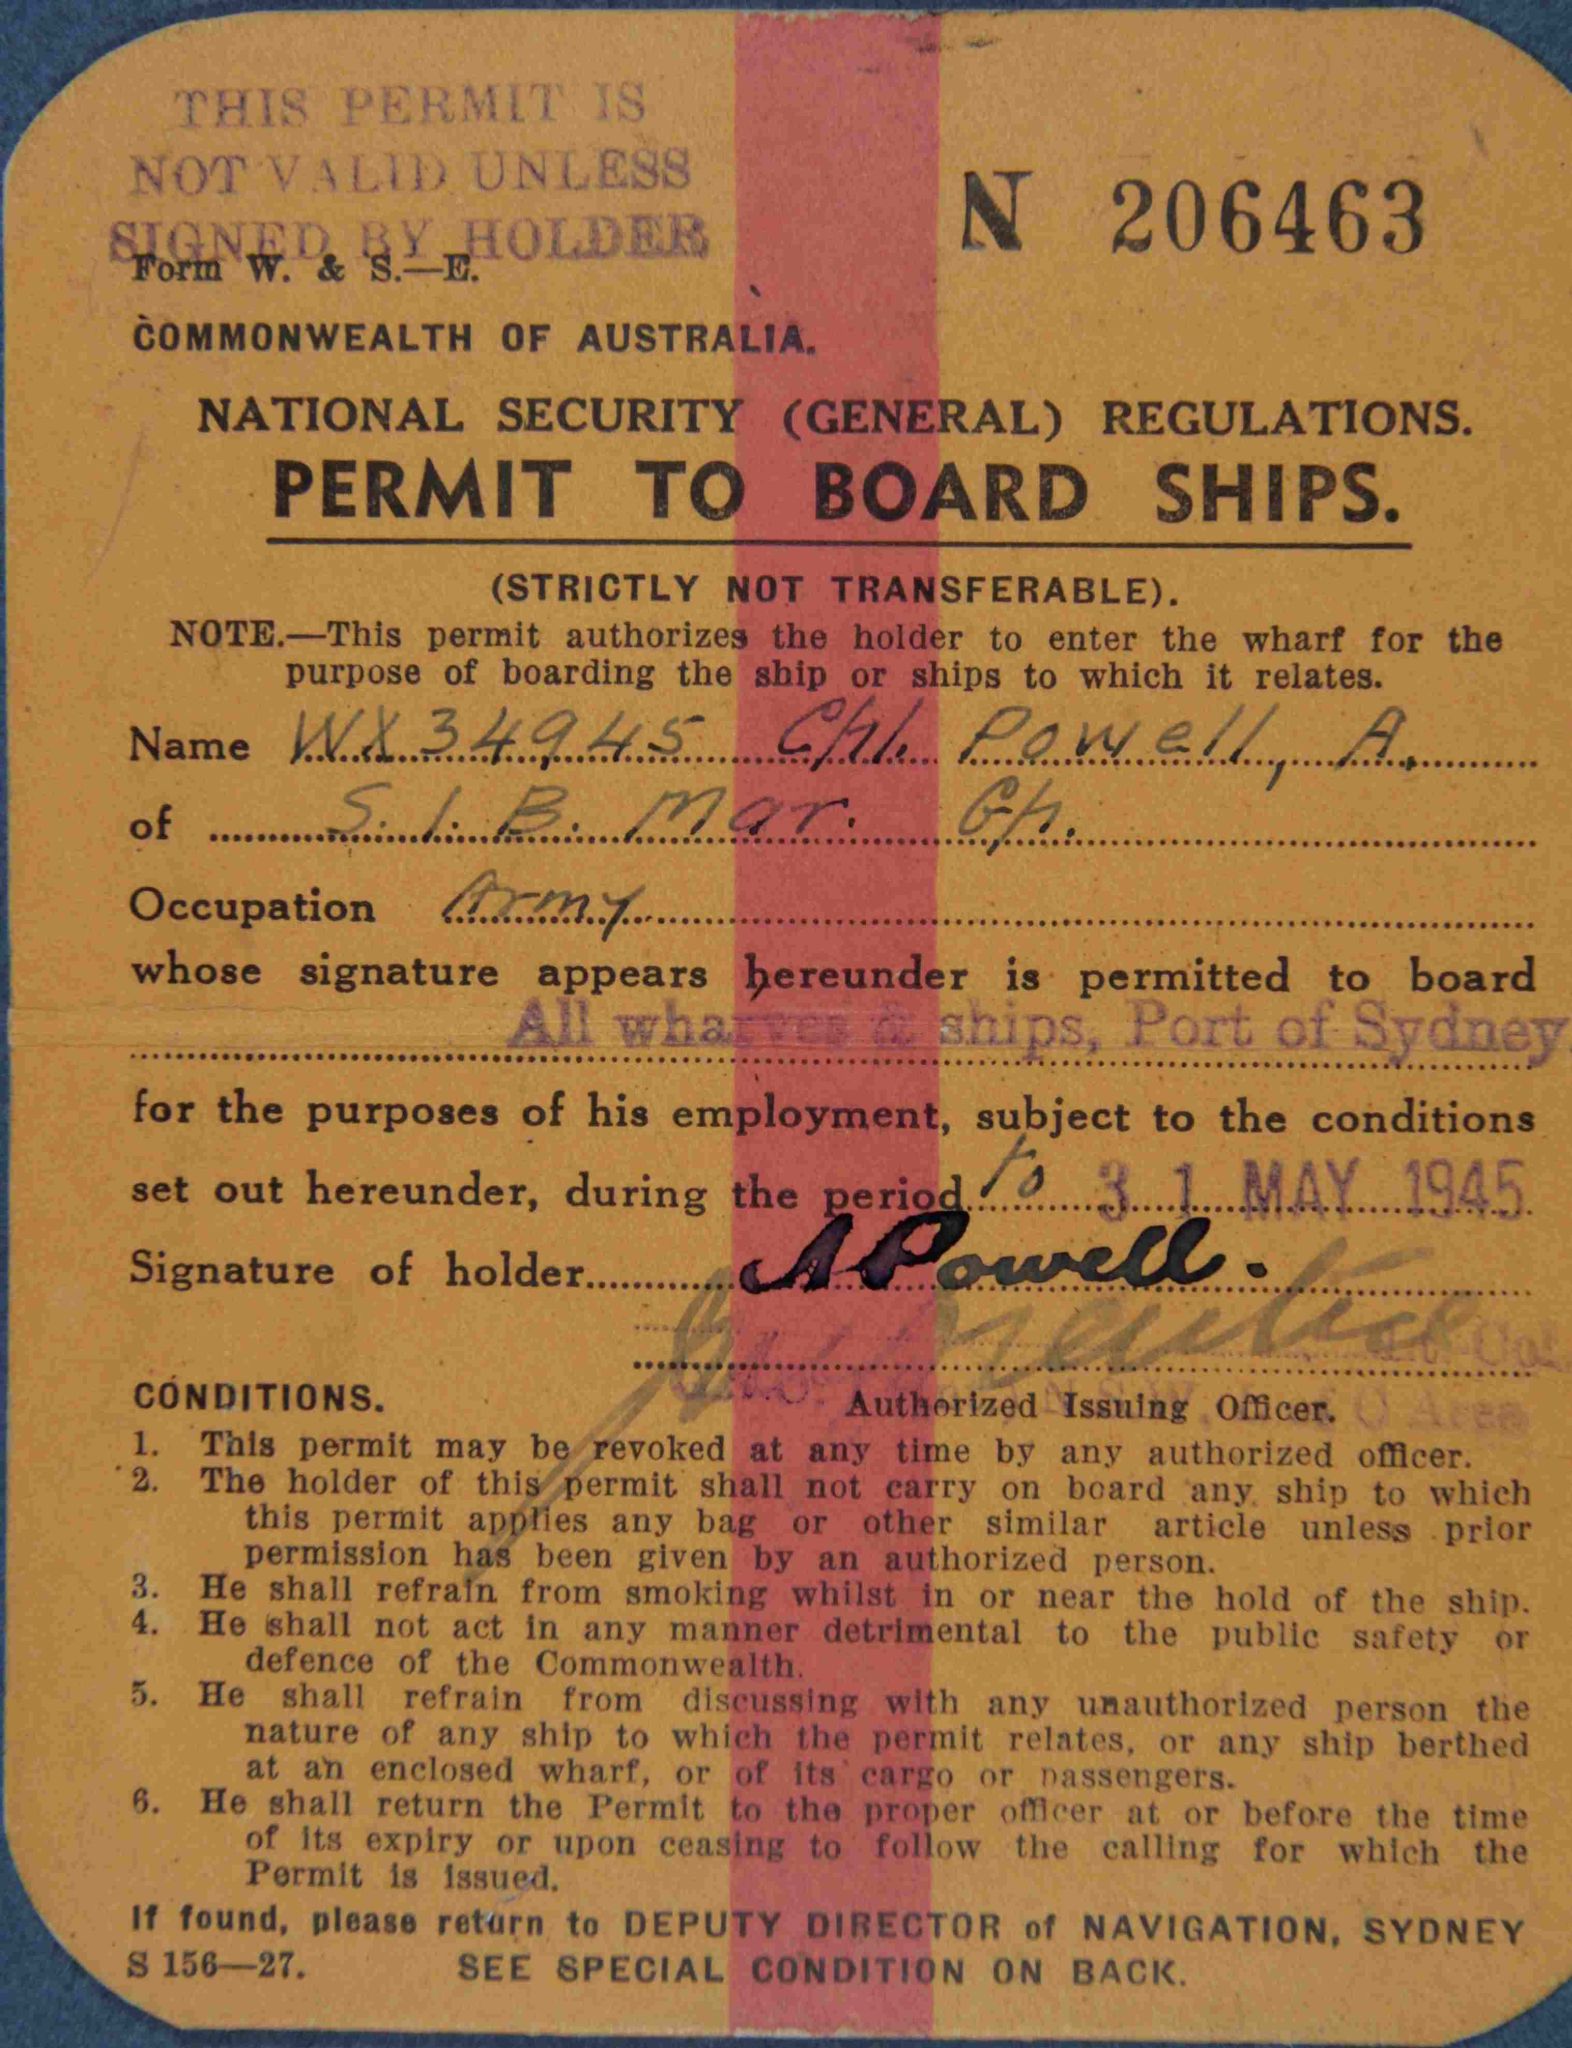 THIS PERMIT IS
NOT VALID UNLESS
SIGNED BY HOLDER
N 206463
Form W. & S.—E.
COMMONWEALTH OF AUSTRALIA.
NATIONAL SECURITY (GENERAL) REGULATIONS.
PERMIT TO BOARD SHIPS.
(STRICTLY NOT TRANSFERABLE).
NOTE.—This permit authorizes the holder to enter the wharf for the
purpose of boarding the ship or ships to which it relates.
Name WX34945 Cpl. Powell, A.
of S. I. B. Mar. Gp.
Occupation Army
whose signature appears hereunder is permitted to board
All wharves & ships, Port of Sydney
for the purposes of his employment, subject to the conditions
set out hereunder, during the period to 31 MAY 1945
Signature of holder A Powell.
CONDITIONS. Authorized Issuing Officer.
1. This permit may be revoked at any time by any authorized officer.
2. The holder of this permit shall not carry on board any ship to which
this permit applies any bag or other similar article unless prior
permission has been given by an authorized person.
3. He shall refrain from smoking whilst in or near the hold of the ship.
4. He shall not act in any manner detrimental to the public safety or
defence of the Commonwealth.
5. He shall refrain from discussing with any unauthorized person the
nature of any ship to which the permit relates, or any ship berthed
at an enclosed wharf, or of its cargo or passengers.
6. He shall return the Permit to the proper officer at or before the time
of its expiry or upon ceasing to follow the calling for which the
Permit is issued.
If found, please return to DEPUTY DIRECTOR of NAVIGATION, SYDNEY
S 156—27. SEE SPECIAL CONDITION ON BACK.